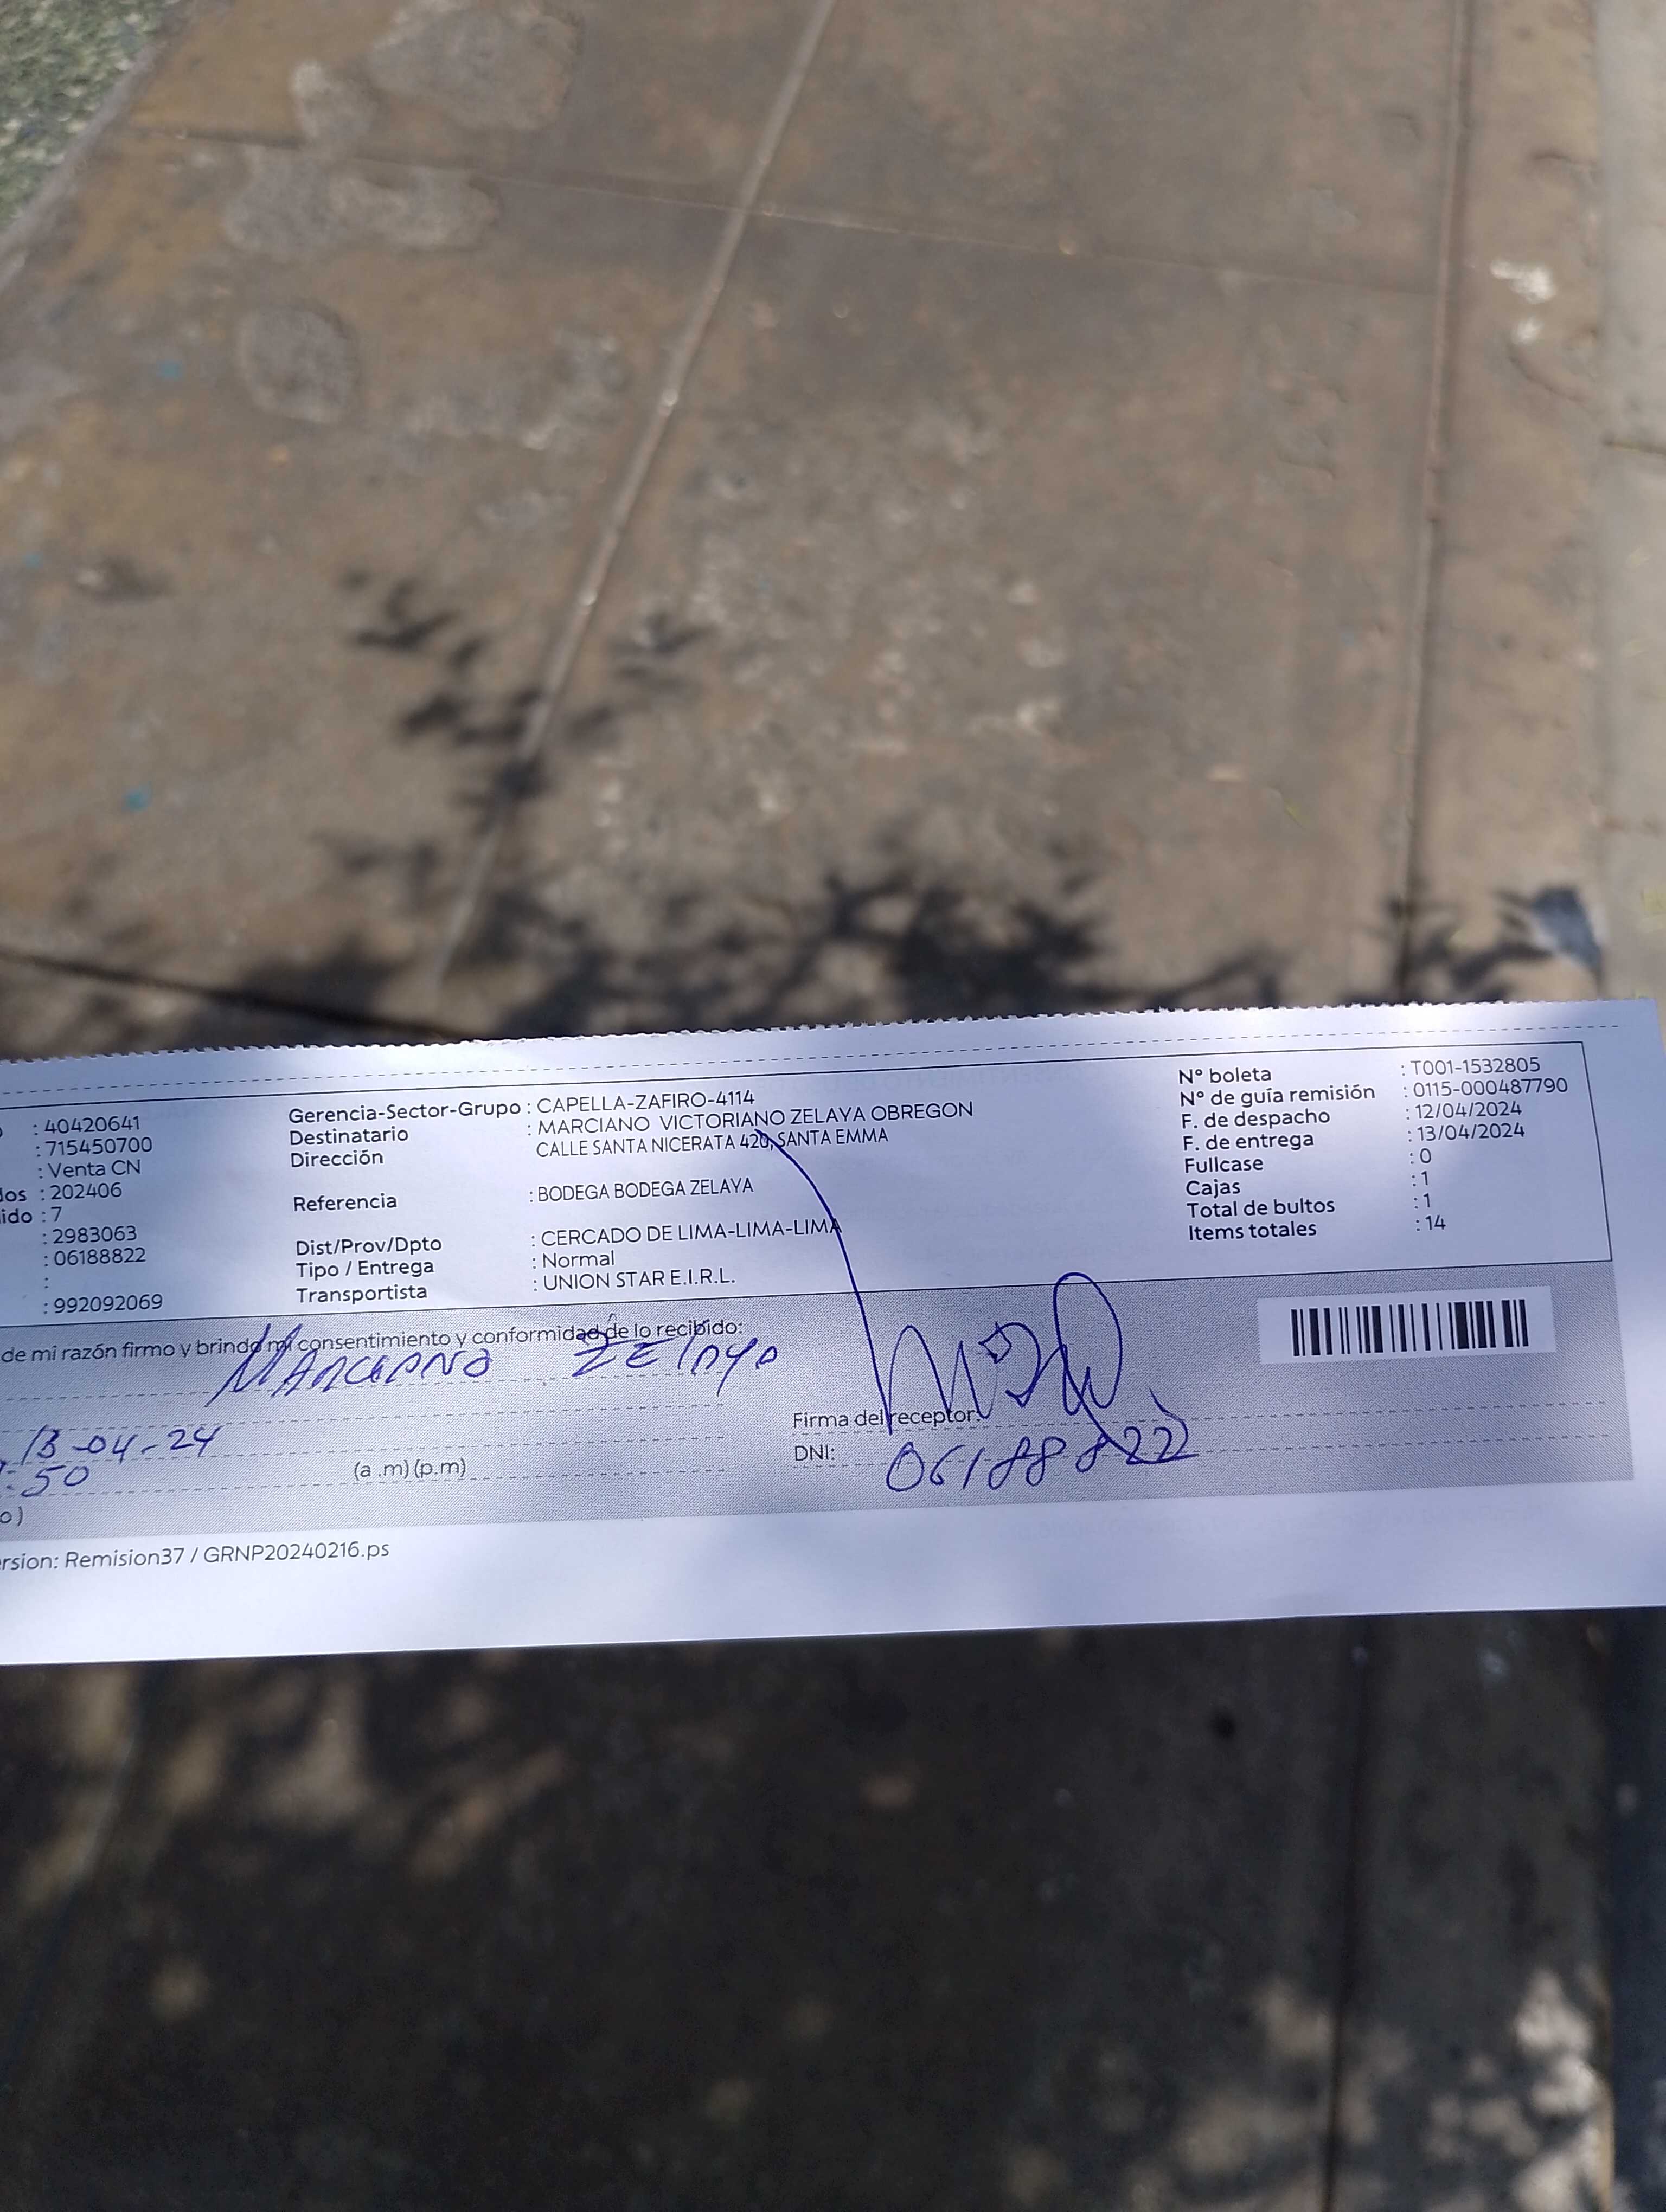 : 40420641
: 715450700
: Venta CN
dos : 202406
ido : 7
: 2983063
: 06188822
:
: 992092069
Gerencia-Sector-Grupo : CAPELLA-ZAFIRO-4114
Destinatario : MARCIANO VICTORIANO ZELAYA OBREGON
Dirección CALLE SANTA NICERATA 420, SANTA EMMA
Referencia : BODEGA BODEGA ZELAYA
Dist/Prov/Dpto : CERCADO DE LIMA-LIMA-LIMA
Tipo / Entrega : Normal
Transportista : UNION STAR E.I.R.L.
N° boleta : T001-1532805
N° de guía remisión : 0115-000487790
F. de despacho : 12/04/2024
F. de entrega : 13/04/2024
Fullcase : 0
Cajas : 1
Total de bultos : 1
Items totales : 14
de mi razón firmo y brindo mi consentimiento y conformidad de lo recibido:
Marciano Zelaya
13-04-24
:50 (a .m) (p.m)
o)
Firma del receptor:
DNI: 06188822
rsion: Remision37 / GRNP20240216.ps